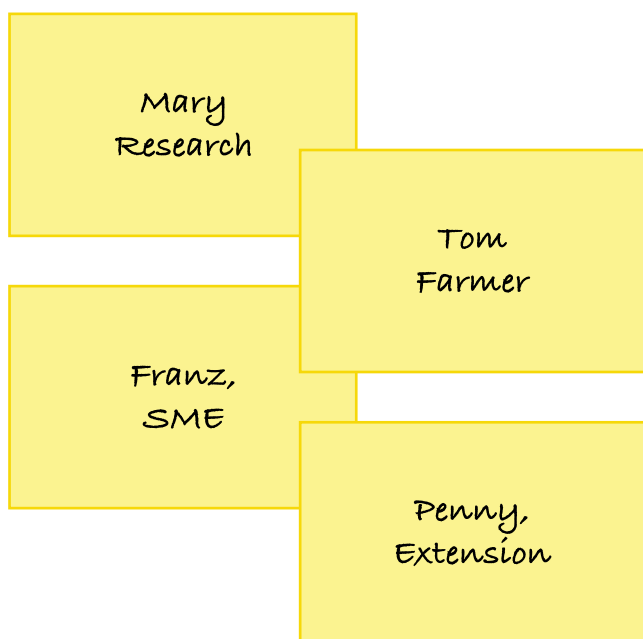 Mary
Research
Tom
Farmer
Franz,
SME
Penny,
Extension